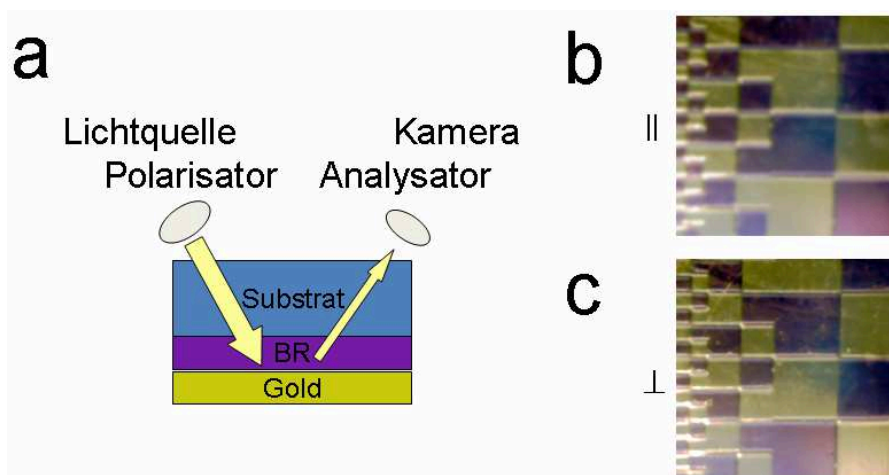 a
Lichtquelle
Polarisator
Kamera
Analysator
Substrat
BR
Gold
b
||
c
⊥